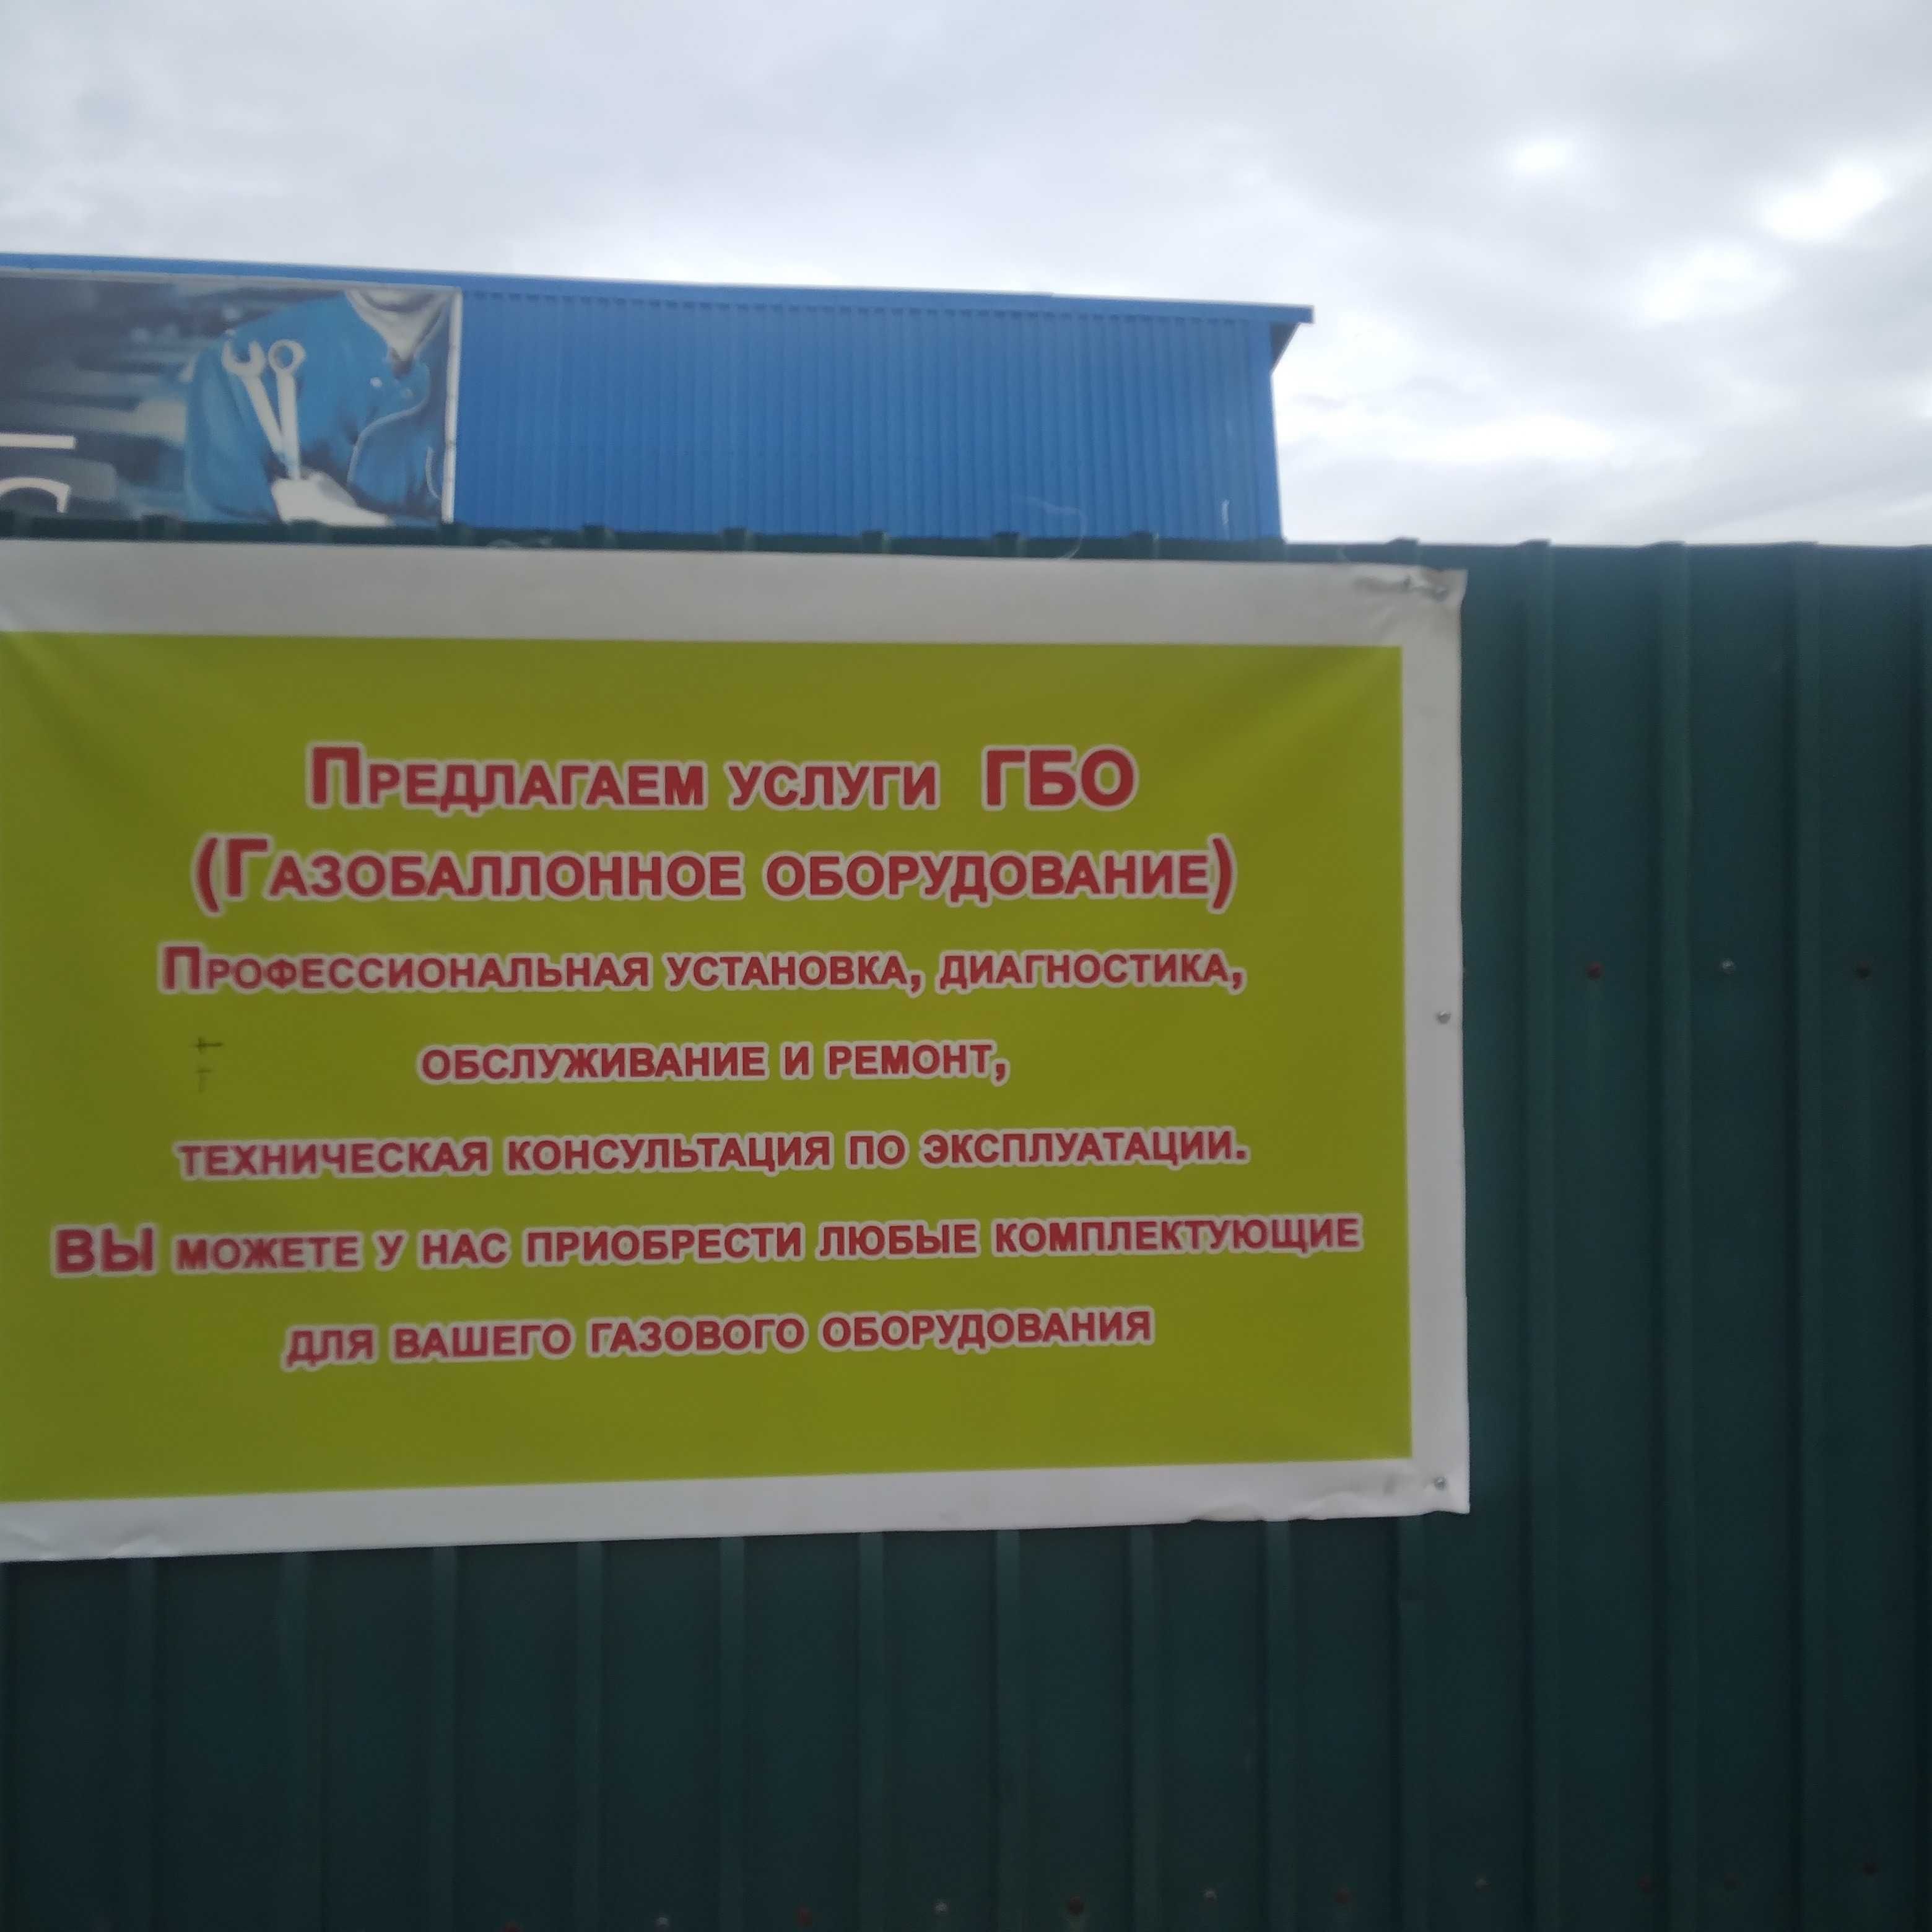 Предлагаем услуги ГБО
(Газобаллонное оборудование)
Профессиональная установка, диагностика,
обслуживание и ремонт,
техническая консультация по эксплуатации.
ВЫ можете у нас приобрести любые комплектующие
для вашего газового оборудования